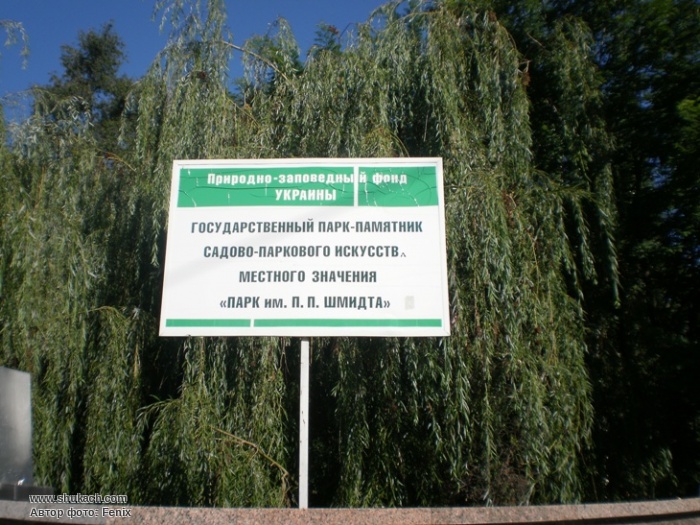 Природно-заповедный фонд
УКРАИНЫ
ГОСУДАРСТВЕННЫЙ ПАРК-ПАМЯТНИК
САДОВО-ПАРКОВОГО ИСКУССТВ
МЕСТНОГО ЗНАЧЕНИЯ
«ПАРК им. П. П. ШМИДТА»
www.shukach.com
Автор фото: Fenix